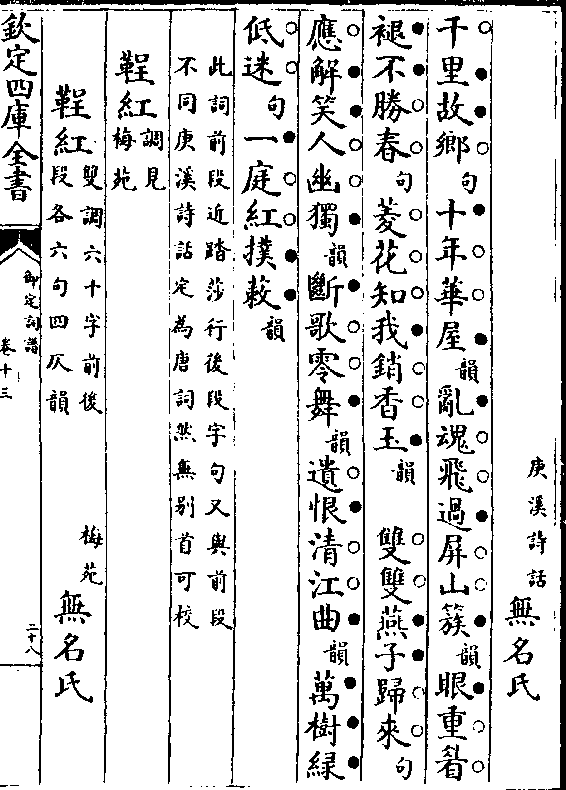 庚溪詩話　無名氏
千里故鄉句十年華屋韻亂魂飛過屏山簇韻眼重眉
褪不勝春句菱花知我銷香玉韻　雙雙燕子歸來句
應解笑人幽獨韻斷歌零舞韻遺恨清江曲韻萬樹緑
低迷句一庭紅撲蔌韻
此詞前段近踏莎行後段字句又與前段
不同庚溪詩話定為唐詞然無别首可校
鞓紅調見
梅苑
鞓紅雙調六十字前後
段各六句四仄韻　梅苑　無名氏
欽定四庫全書
御定詞譜
卷十三
二十八